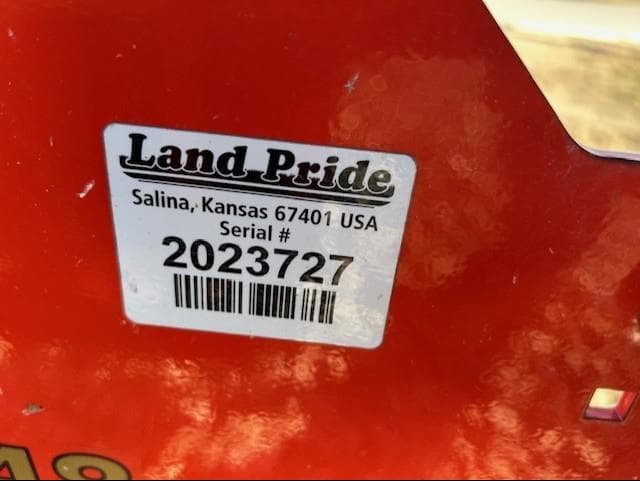 Land Pride
Salina, Kansas 67401 USA
Serial #
2023727